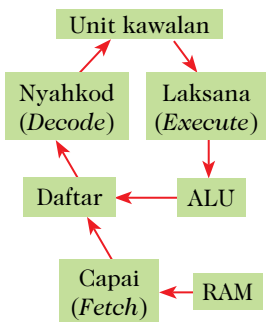 Unit kawalan
Nyahkod
(Decode)
Laksana
(Execute)
Daftar
ALU
Capai
(Fetch)
RAM